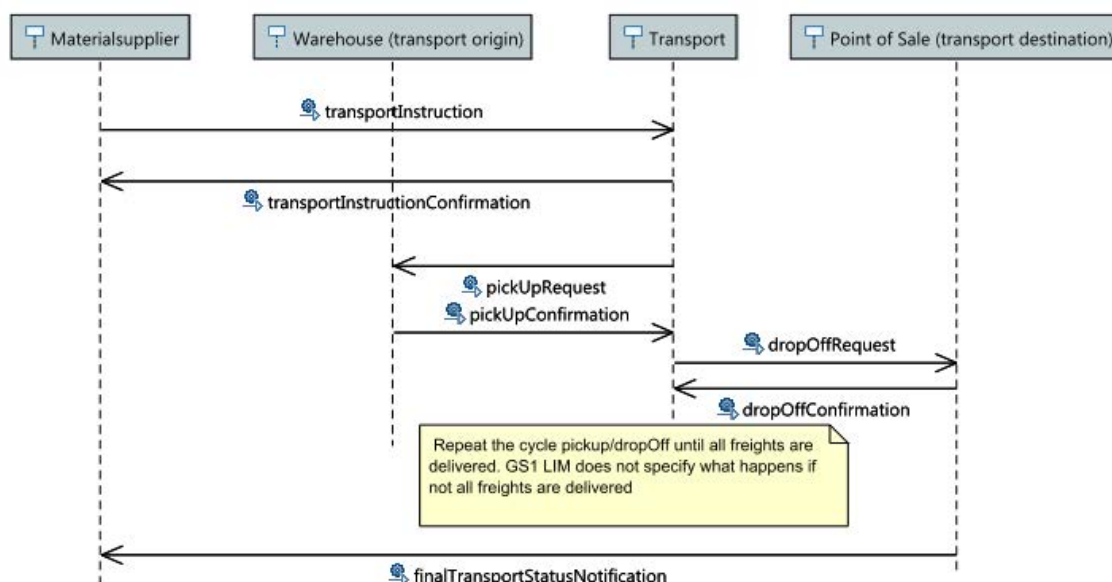 Materialsupplier
Warehouse (transport origin)
Transport
Point of Sale (transport destination)
transportInstruction
transportInstructionConfirmation
pickUpRequest
pickUpConfirmation
dropOffRequest
dropOffConfirmation
Repeat the cycle pickup/dropOff until all freights are
delivered. GS1 LIM does not specify what happens if
not all freights are delivered
finalTransportStatusNotification